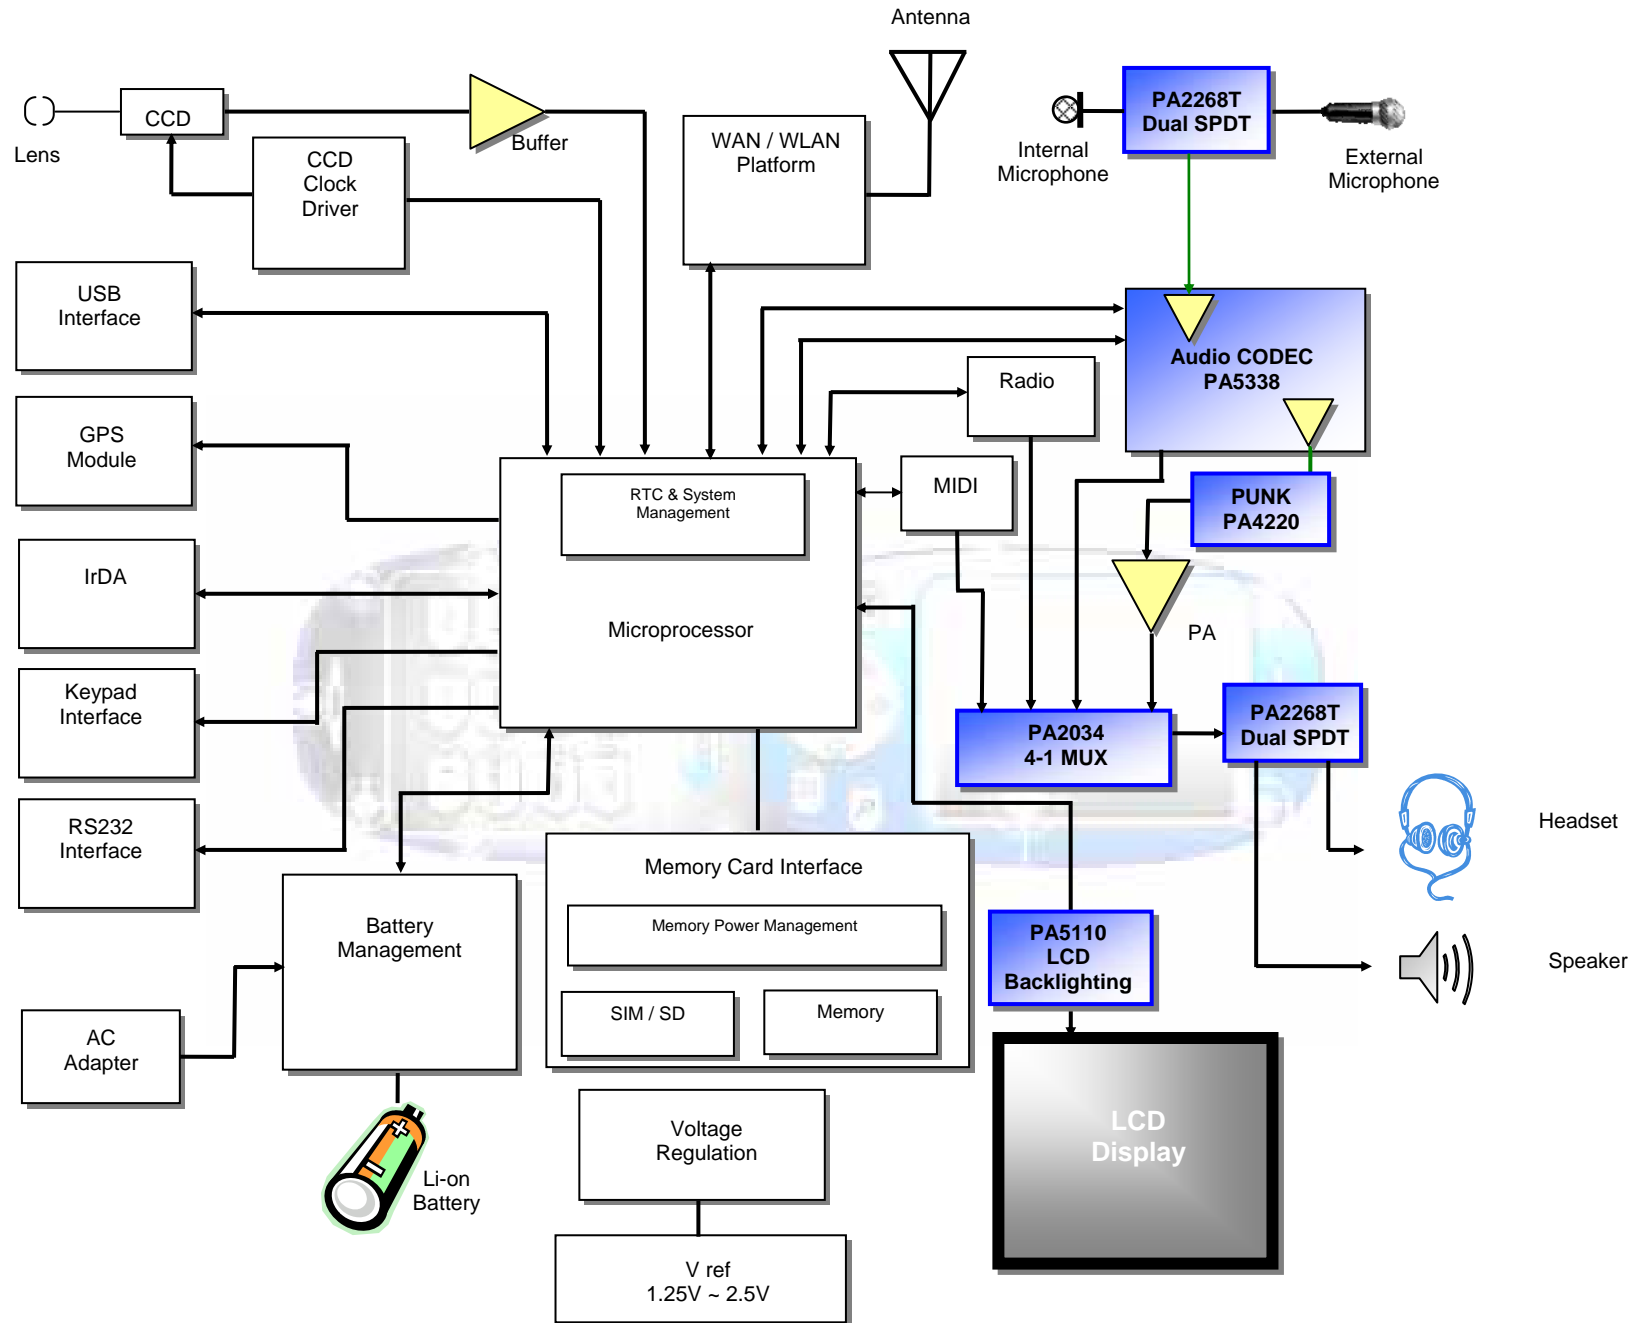 Antenna
CCD
Lens
Buffer
CCD
Clock
Driver
WAN / WLAN
Platform
PA2268T
Dual SPDT
Internal
Microphone
External
Microphone
USB
Interface
Audio CODEC
PA5338
Radio
GPS
Module
MIDI
RTC & System
Management
PUNK
PA4220
IrDA
Microprocessor
PA
Keypad
Interface
PA2034
4-1 MUX
PA2268T
Dual SPDT
RS232
Interface
Headset
Memory Card Interface
Battery
Management
Memory Power Management
PA5110
LCD
Backlighting
Speaker
SIM / SD
Memory
AC
Adapter
LCD
Display
Voltage
Regulation
Li-on
Battery
V ref
1.25V ~ 2.5V